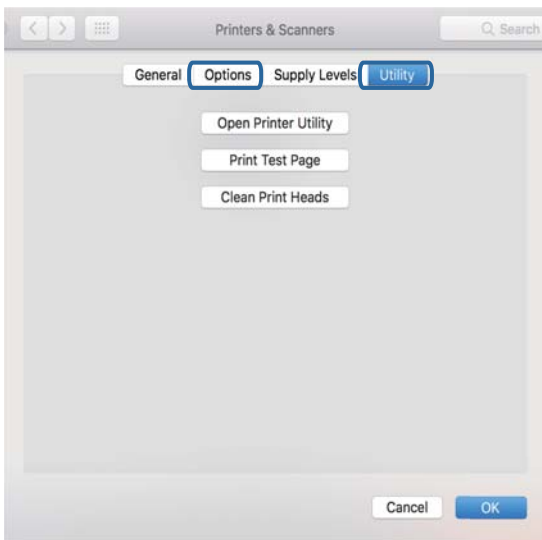 Printers & Scanners
Search
General Options Supply Levels Utility
Open Printer Utility
Print Test Page
Clean Print Heads
Cancel OK